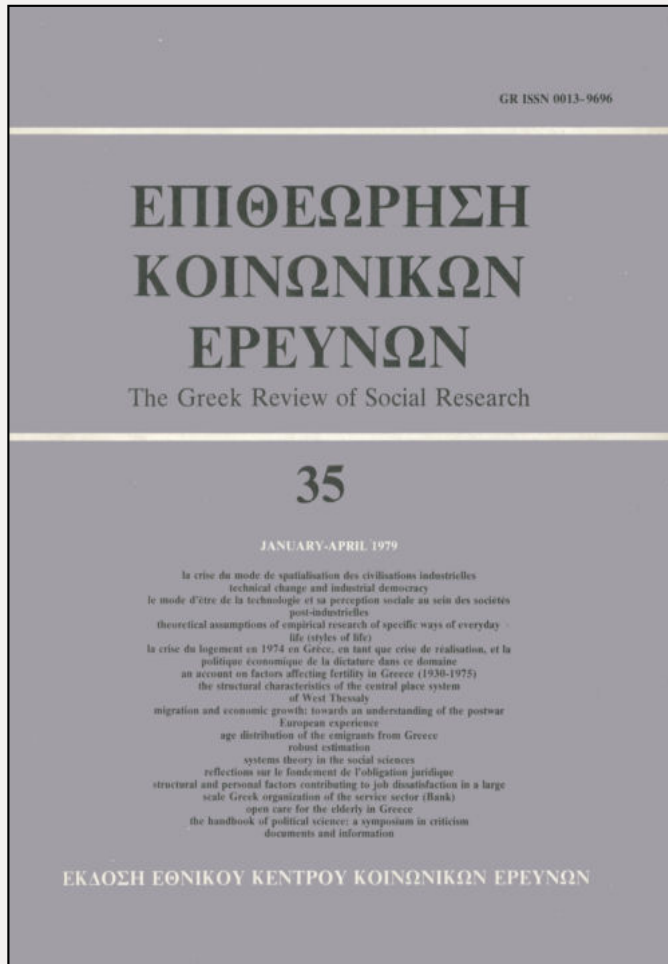 GR ISSN 0013-9696
ΕΠΙΘΕΩΡΗΣΗ
ΚΟΙΝΩΝΙΚΩΝ
ΕΡΕΥΝΩΝ
The Greek Review of Social Research
35
JANUARY-APRIL 1979
la crise du mode de spatialisation des civilisations industrielles
technical change and industrial democracy
le mode d'être de la technologie et sa perception sociale au sein des sociétés
post-industrielles
theoretical assumptions of empirical research of specific ways of everyday
life (styles of life)
la crise du logement en 1974 en Grèce, en tant que crise de réalisation, et la
politique économique de la dictature dans ce domaine
an account on factors affecting fertility in Greece (1930-1975)
the structural characteristics of the central place system
of West Thessaly
migration and economic growth: towards an understanding of the postwar
European experience
age distribution of the emigrants from Greece
robust estimation
systems theory in the social sciences
reflections sur le fondement de l'obligation juridique
structural and personal factors contributing to job dissatisfaction in a large
scale Greek organization of the service sector (Bank)
open care for the elderly in Greece
the handbook of political science: a symposium in criticism
documents and information
ΕΚΔΟΣΗ ΕΘΝΙΚΟΥ ΚΕΝΤΡΟΥ ΚΟΙΝΩΝΙΚΩΝ ΕΡΕΥΝΩΝ